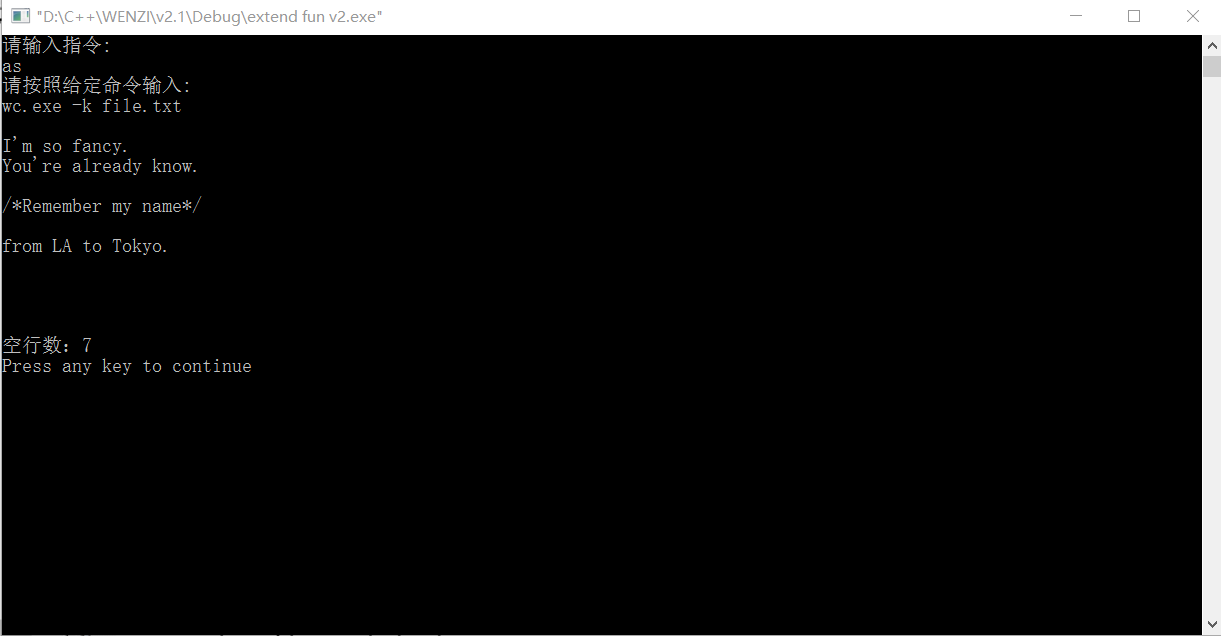 "D:\C++\WENZI\v2.1\Debug\extend fun v2.exe"
请输入指令:
as
请按照给定命令输入:
wc.exe -k file.txt
I'm so fancy.
You're already know.
/*Remember my name*/
from LA to Tokyo.
空行数：7
Press any key to continue